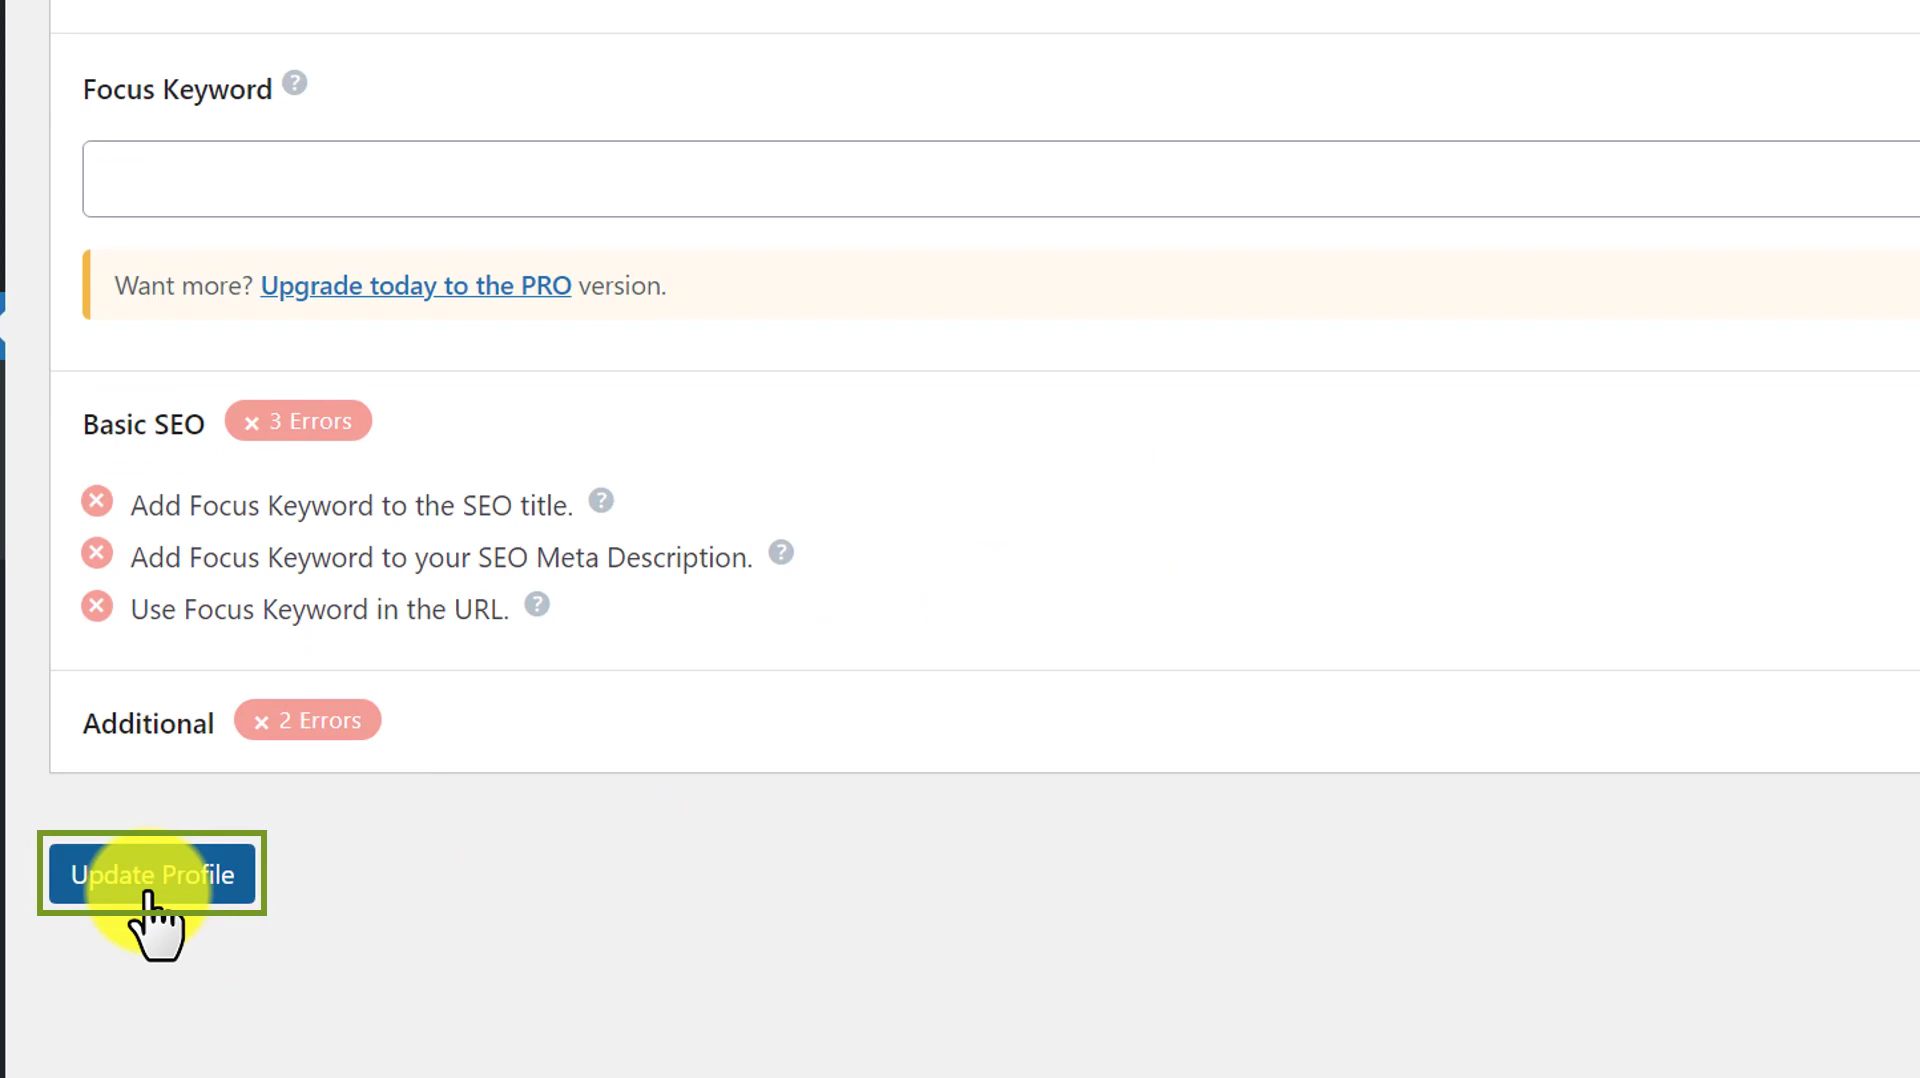 Focus Keyword ?
Want more? Upgrade today to the PRO version.
Basic SEO × 3 Errors
Add Focus Keyword to the SEO title. ?
Add Focus Keyword to your SEO Meta Description. ?
Use Focus Keyword in the URL. ?
Additional × 2 Errors
Update Profile